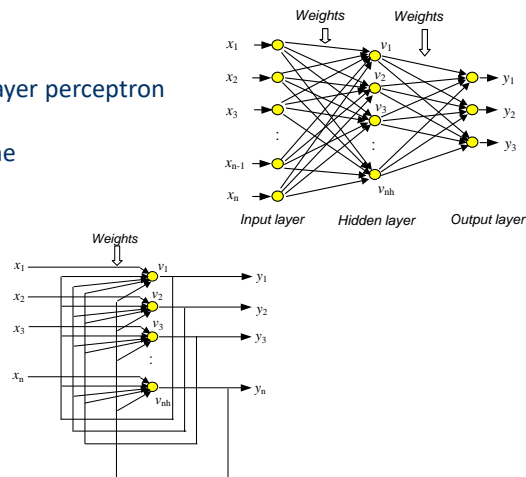 ayer perceptron
ne
Weights Weights
x1 v1
x2 v2 y1
x3 v3 y2
: : y3
xn-1
xn vnh
Input layer Hidden layer Output layer
Weights
x1 v1 y1
x2 v2 y2
x3 v3 y3
:
xn vnh yn